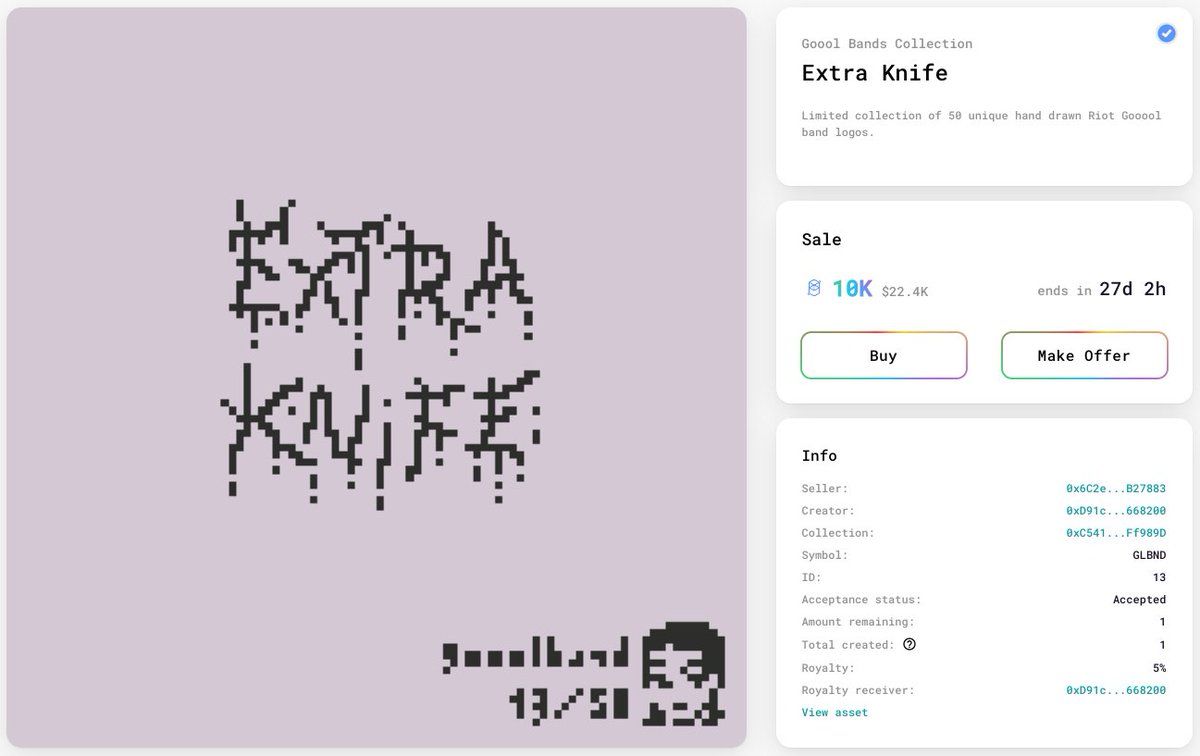 EXTRA
KNiFE
gooolband
13/50
Goool Bands Collection
Extra Knife
Limited collection of 50 unique hand drawn Riot Gooool
band logos.
Sale
10K $22.4K
ends in 27d 2h
Buy
Make Offer
Info
Seller: 0x6C2e...B27883
Creator: 0xD91c...668200
Collection: 0xC541...Ff989D
Symbol: GLBND
ID: 13
Acceptance status: Accepted
Amount remaining: 1
Total created: ? 1
Royalty: 5%
Royalty receiver: 0xD91c...668200
View asset